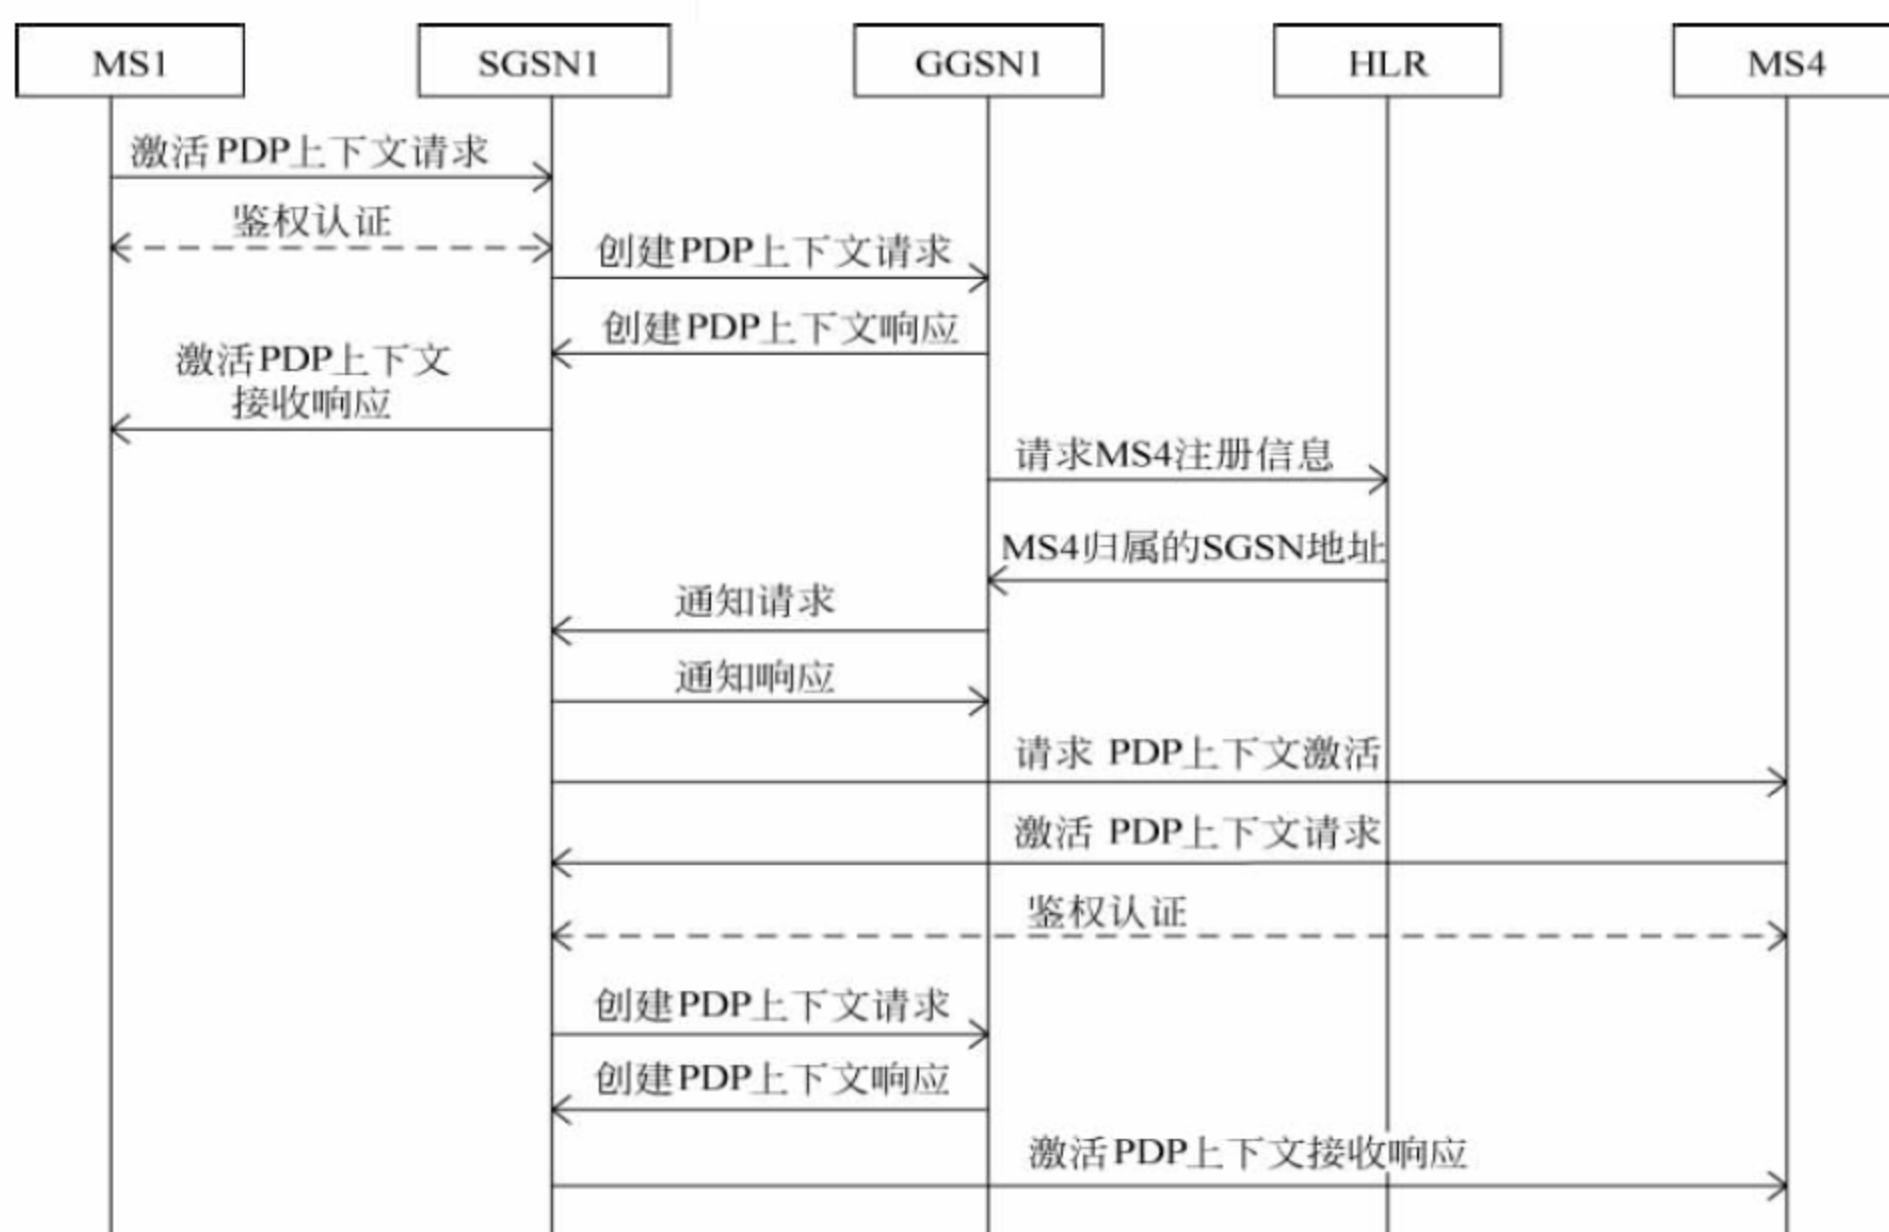 MS1
SGSN1
GGSN1
HLR
MS4
激活PDP上下文请求
鉴权认证
创建PDP上下文请求
创建PDP上下文响应
激活PDP上下文
接收响应
请求MS4注册信息
MS4归属的SGSN地址
通知请求
通知响应
请求 PDP上下文激活
激活 PDP上下文请求
鉴权认证
创建PDP上下文请求
创建PDP上下文响应
激活PDP上下文接收响应